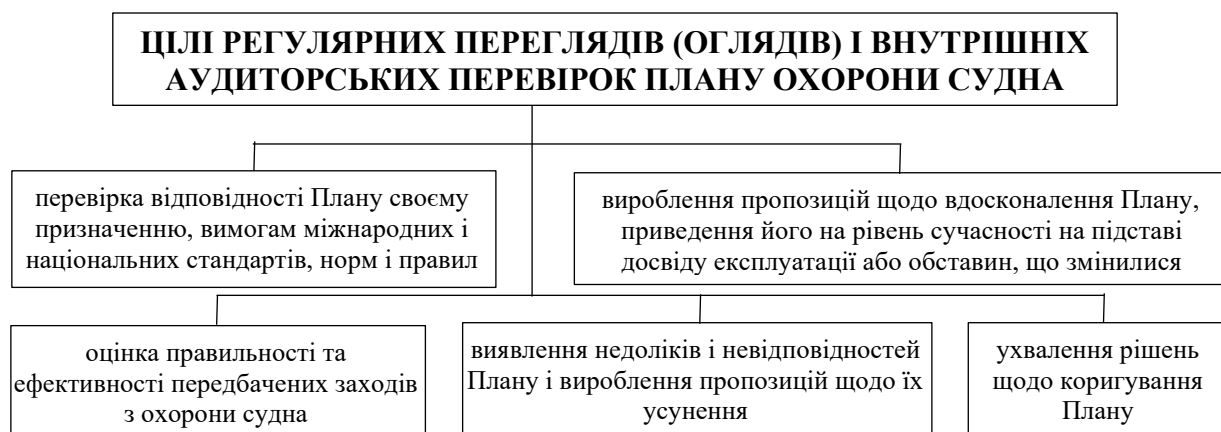 ЦІЛІ РЕГУЛЯРНИХ ПЕРЕГЛЯДІВ (ОГЛЯДІВ) І ВНУТРІШНІХ
АУДИТОРСЬКИХ ПЕРЕВІРОК ПЛАНУ ОХОРОНИ СУДНА
перевірка відповідності Плану своєму
призначенню, вимогам міжнародних і
національних стандартів, норм і правил
вироблення пропозицій щодо вдосконалення Плану,
приведення його на рівень сучасності на підставі
досвіду експлуатації або обставин, що змінилися
оцінка правильності та
ефективності передбачених заходів
з охорони судна
виявлення недоліків і невідповідностей
Плану і вироблення пропозицій щодо їх
усунення
ухвалення рішень
щодо коригування
Плану